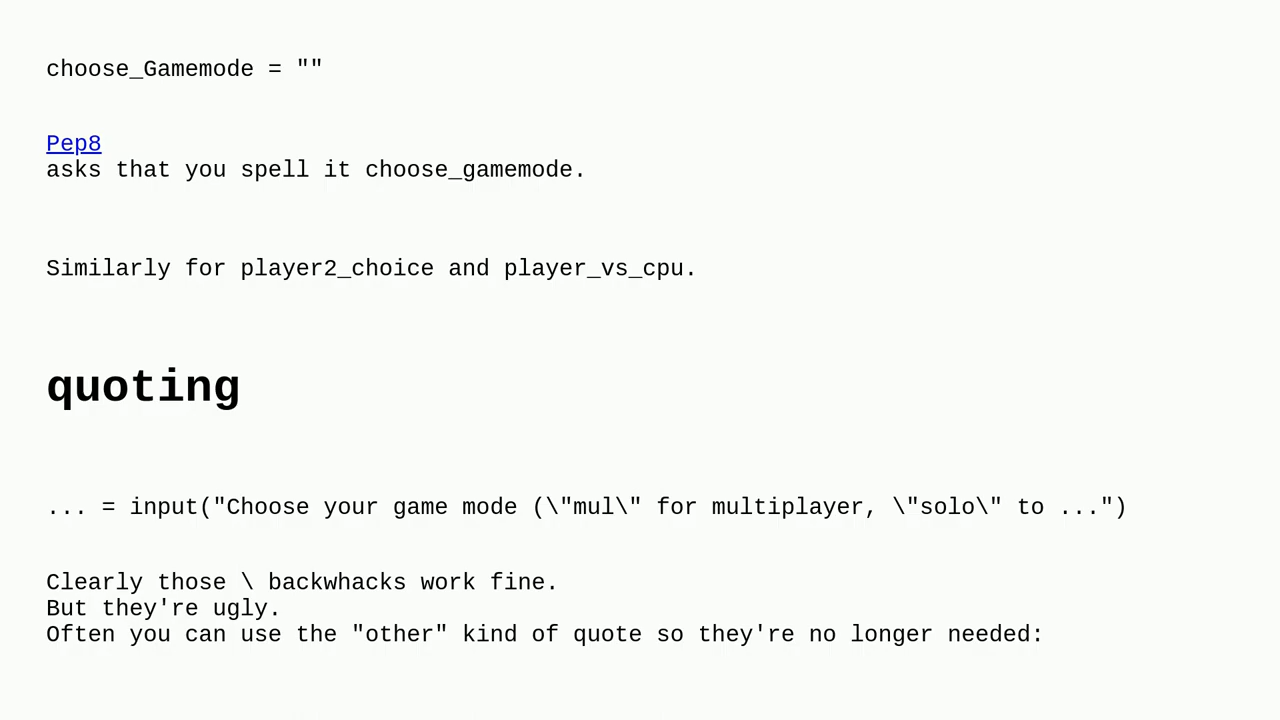 choose_Gamemode = ""
Pep8
asks that you spell it choose_gamemode.
Similarly for player2_choice and player_vs_cpu.
quoting
... = input("Choose your game mode (\"mul\" for multiplayer, \"solo\" to ...")
Clearly those \ backwhacks work fine.
But they're ugly.
Often you can use the "other" kind of quote so they're no longer needed: